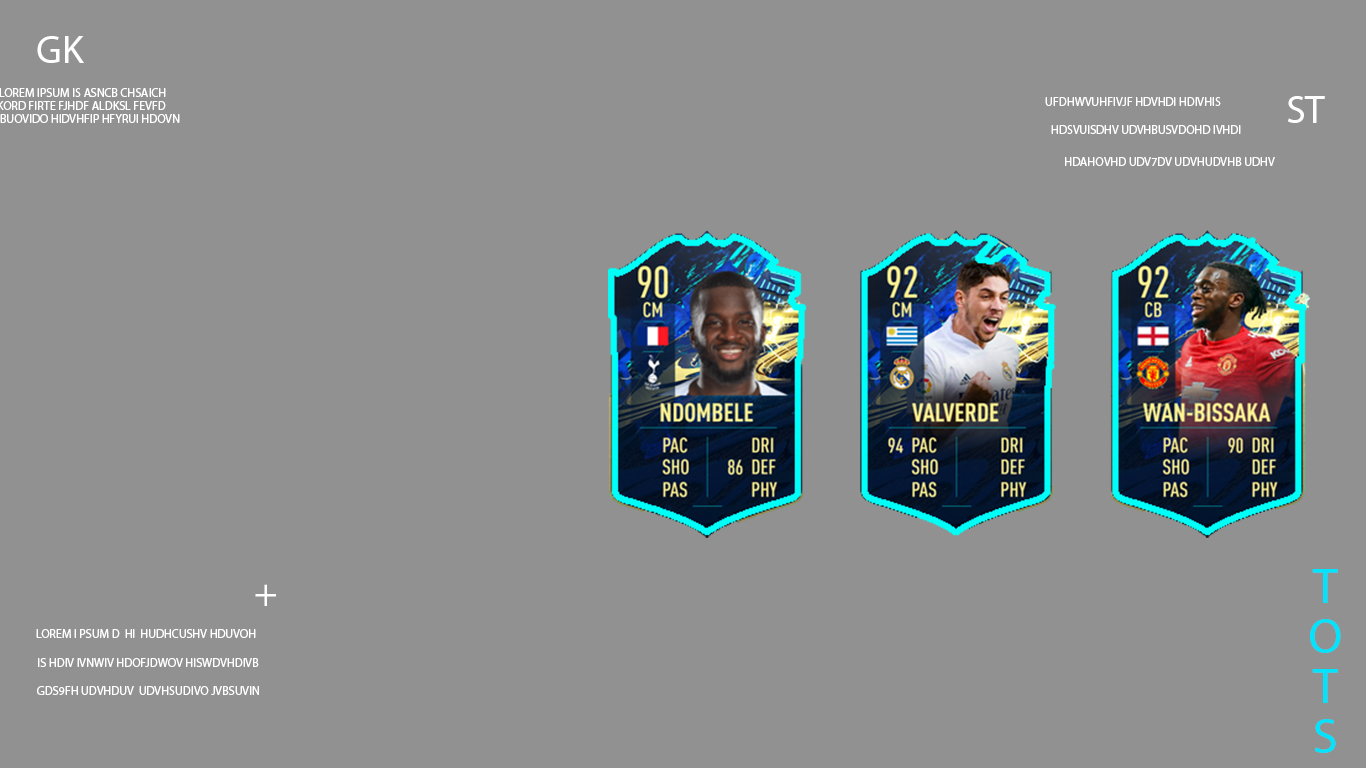 GK
LOREM IPSUM IS ASNCB CHSAICH
KORD FIRTE FJHDF ALDKSL FEVFD
BUOVIDO HIDVHFIP HFYRUI HDOVN
UFDHWVUHFIVJF HDVHDI HDIVHIS
ST
HDSVUISDHV UDVHBUSVDOHD IVHDI
HDAHOVHD UDV7DV UDVHUDVHB UDHV
90
CM
NDOMBELE
PAC DRI
SHO 86 DEF
PAS PHY
92
CM
VALVERDE
94 PAC DRI
SHO DEF
PAS PHY
92
CB
WAN-BISSAKA
PAC 90 DRI
SHO DEF
PAS PHY
+
LOREM I PSUM D HI HUDHCUSHV HDUVOH
IS HDIV IVNWIV HDOFJDWOV HISWDVHDIVB
GDS9FH UDVHDUV UDVHSUDIVO JVBSUVIN
T
O
T
S